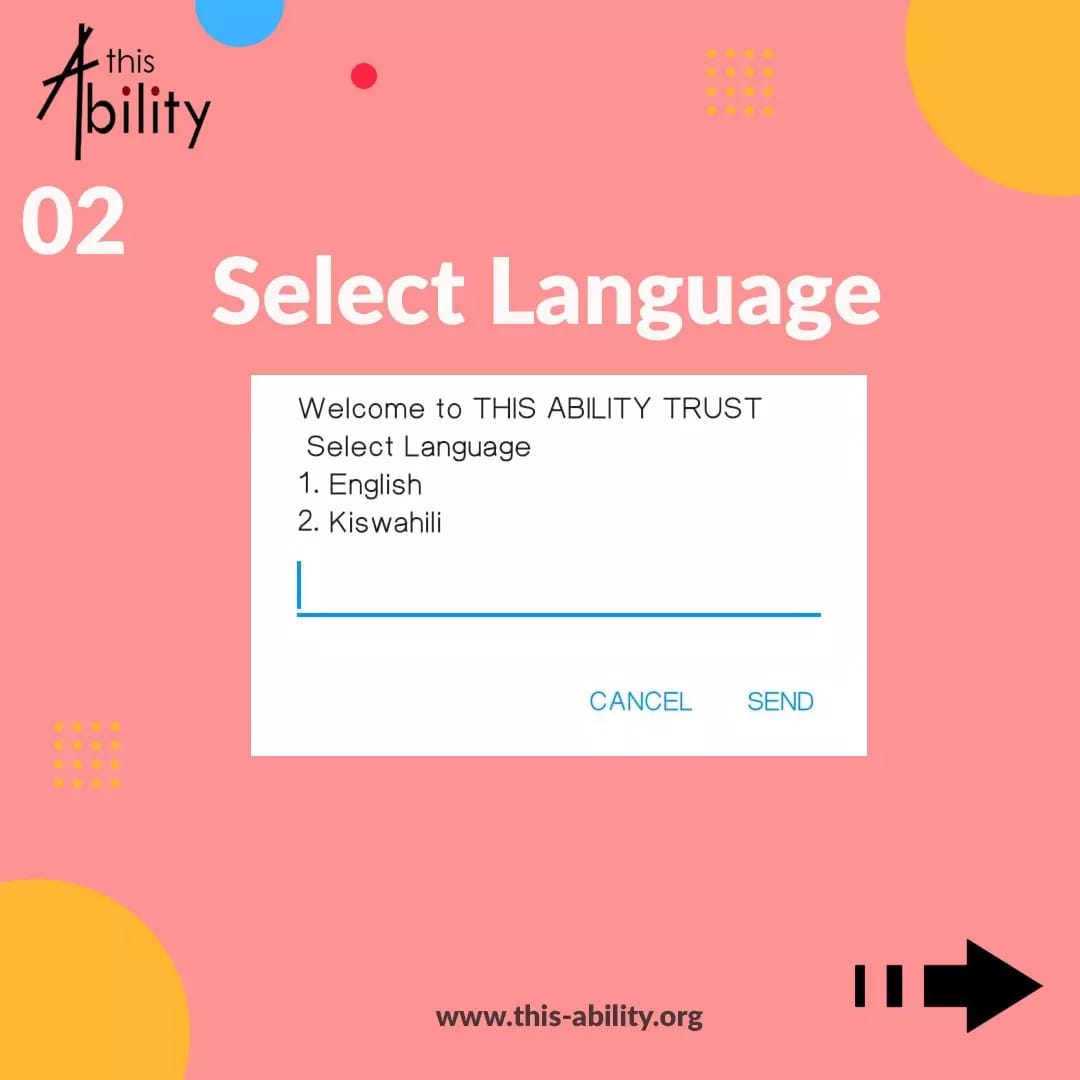 this
Ability
02
Select Language
Welcome to THIS ABILITY TRUST
Select Language
1. English
2. Kiswahili
CANCEL SEND
www.this-ability.org